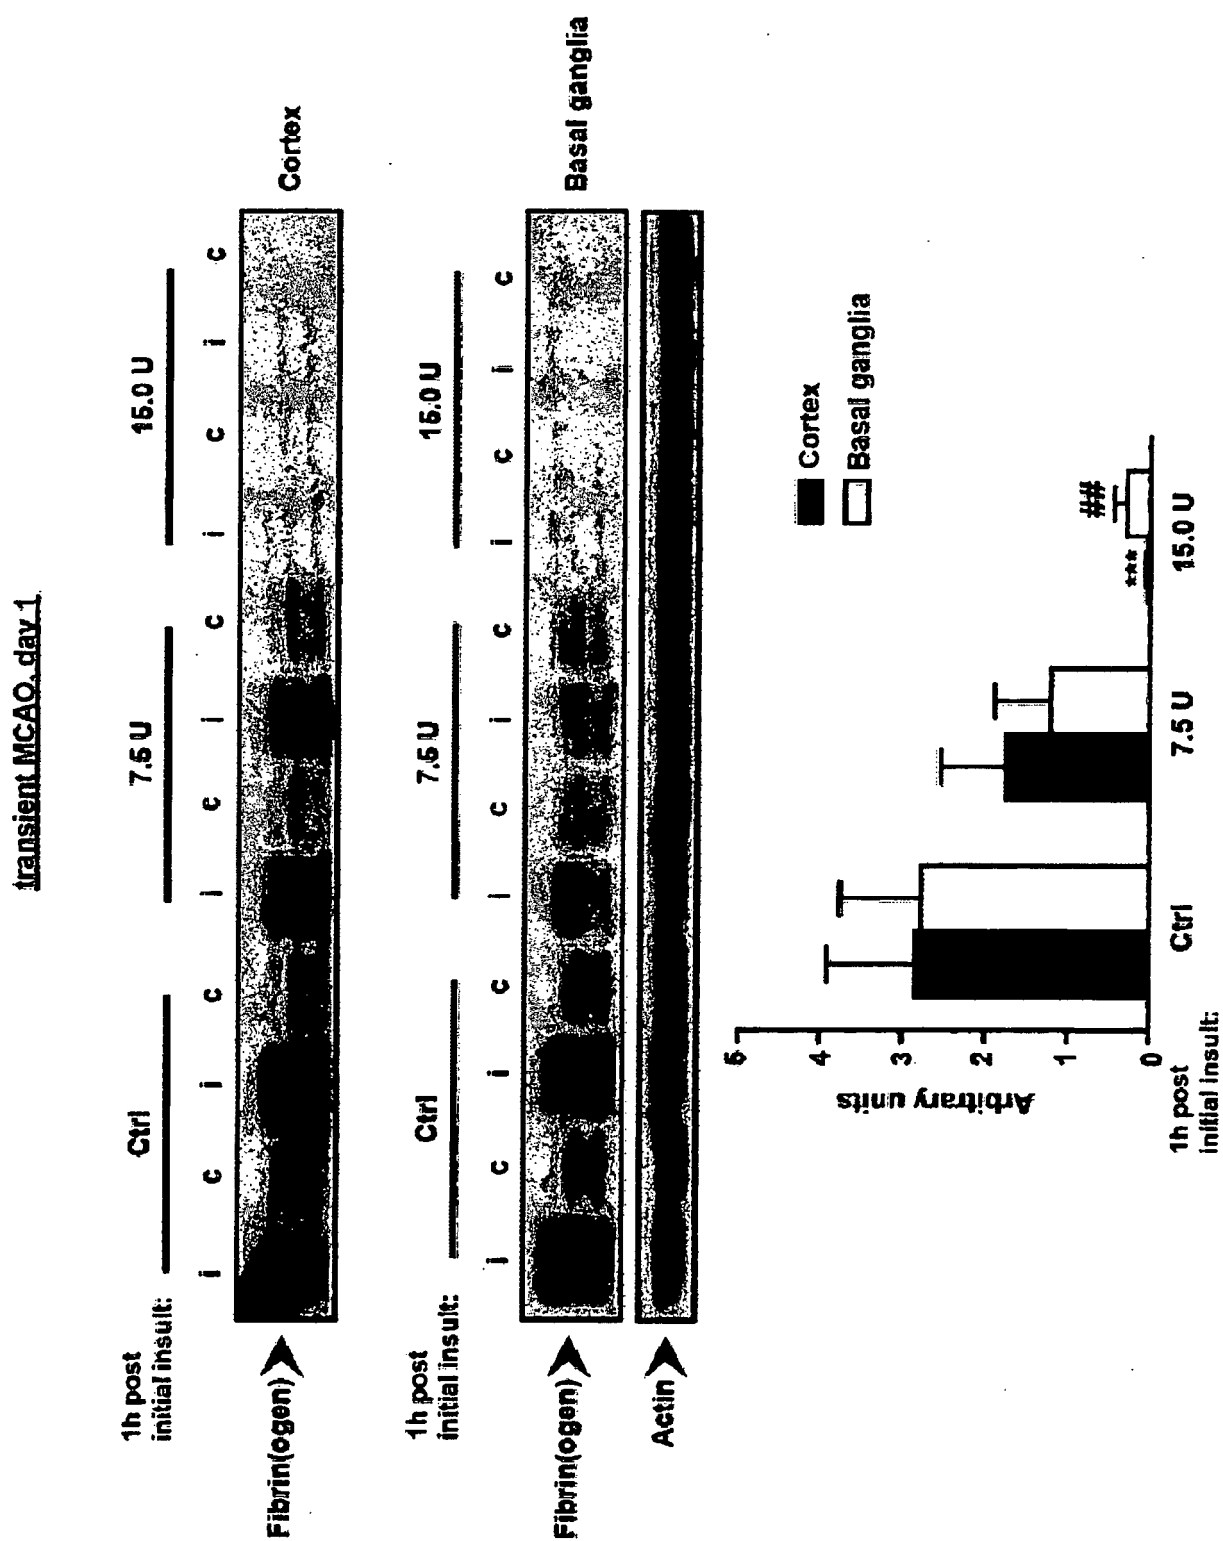 transient MCAO, day 1
1h post
initial insult:
Ctrl
7.5 U
15.0 U
i c i c i c i c i c i c
Fibrin(ogen)
Cortex
1h post
initial insult:
Ctrl
7.5 U
15.0 U
i c i c i c i c i c i c
Fibrin(ogen)
Basal ganglia
Actin
Cortex
Basal ganglia
Arbitrary units
5
4
3
2
1
0
***
##
1h post
initial insult:
Ctrl
7.5 U
15.0 U